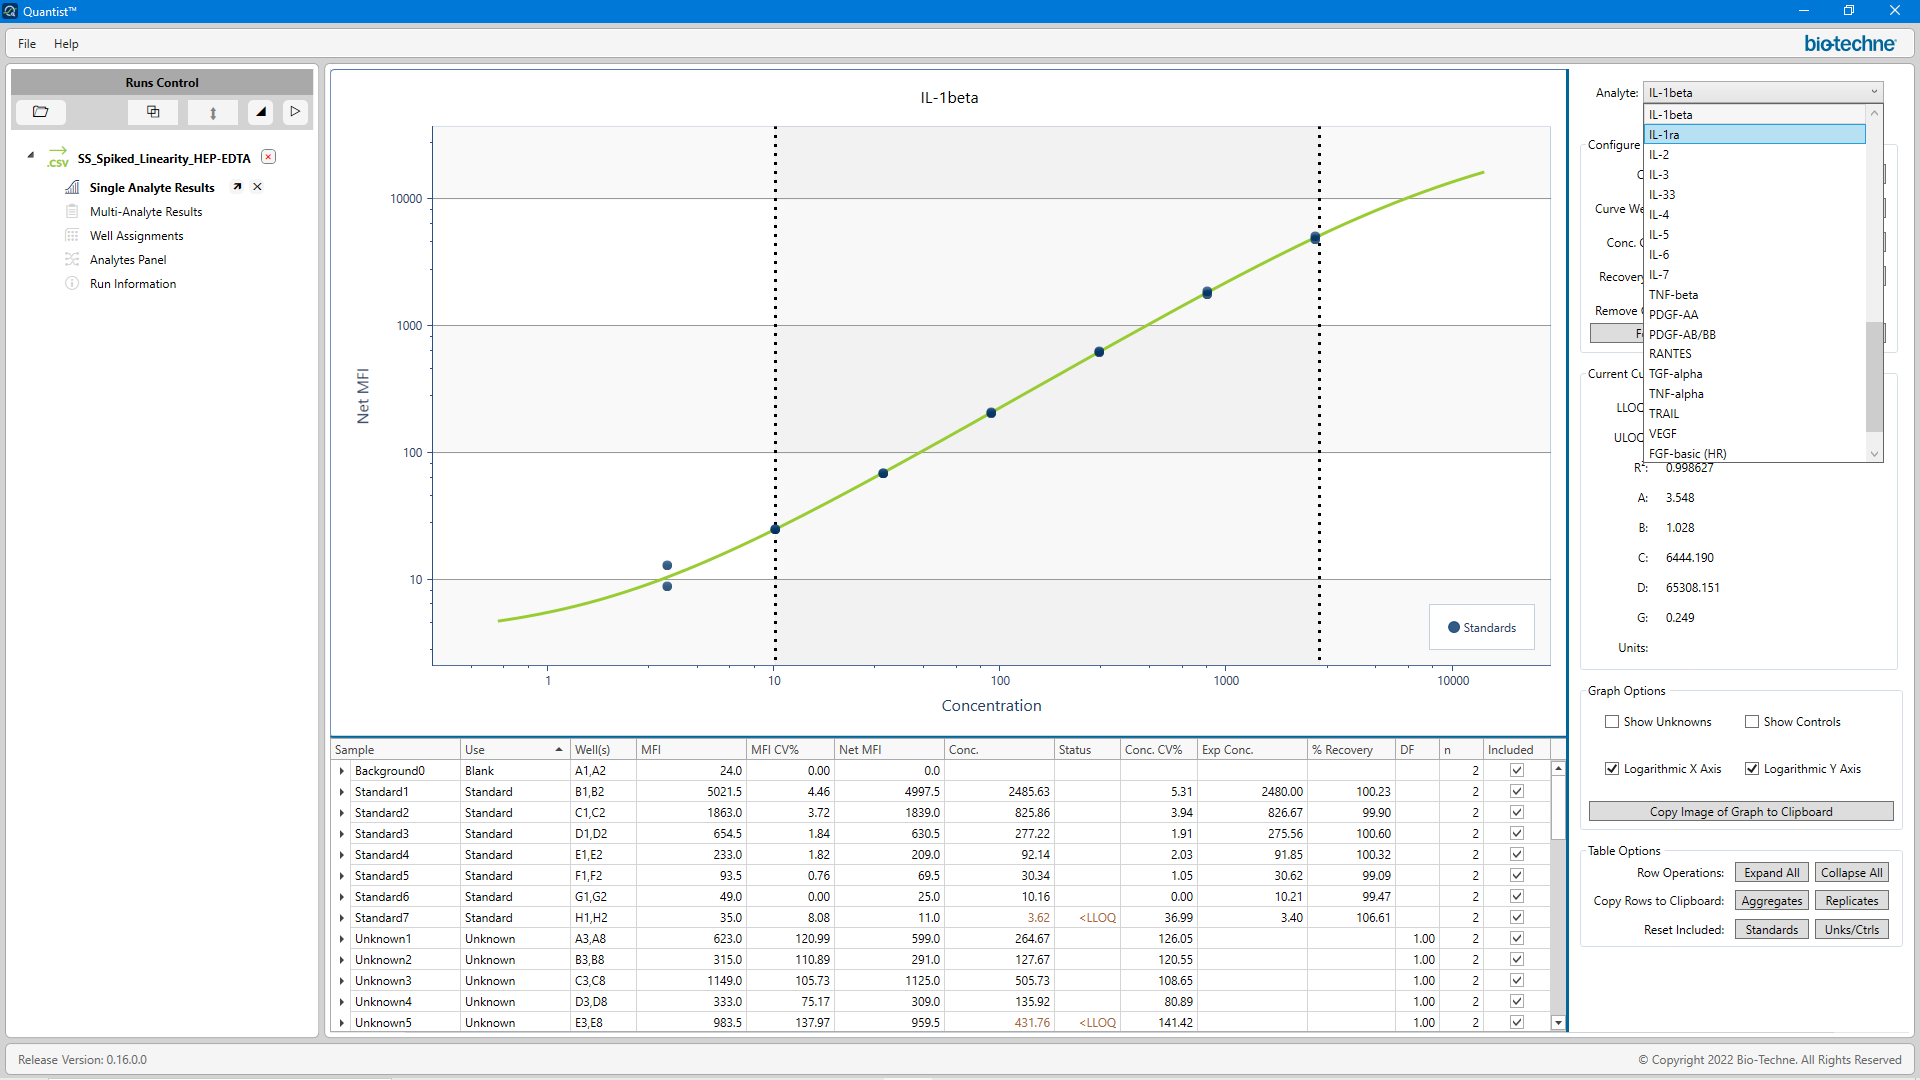 Quantist™
File Help
bio-techne
Runs Control
.CSV SS_Spiked_Linearity_HEP-EDTA
Single Analyte Results
Multi-Analyte Results
Well Assignments
Analytes Panel
Run Information
IL-1beta
10000
1000
100
10
Net MFI
1 10 100 1000 10000
Concentration
Standards
Sample Use Well(s) MFI MFI CV% Net MFI Conc. Status Conc. CV% Exp Conc. % Recovery DF n Included
Background0 Blank A1,A2 24.0 0.00 0.0 2
Standard1 Standard B1,B2 5021.5 4.46 4997.5 2485.63 5.31 2480.00 100.23 2
Standard2 Standard C1,C2 1863.0 3.72 1839.0 825.86 3.94 826.67 99.90 2
Standard3 Standard D1,D2 654.5 1.84 630.5 277.22 1.91 275.56 100.60 2
Standard4 Standard E1,E2 233.0 1.82 209.0 92.14 2.03 91.85 100.32 2
Standard5 Standard F1,F2 93.5 0.76 69.5 30.34 1.05 30.62 99.09 2
Standard6 Standard G1,G2 49.0 0.00 25.0 10.16 0.00 10.21 99.47 2
Standard7 Standard H1,H2 35.0 8.08 11.0 3.62 <LLOQ 36.99 3.40 106.61 2
Unknown1 Unknown A3,A8 623.0 120.99 599.0 264.67 126.05 1.00 2
Unknown2 Unknown B3,B8 315.0 110.89 291.0 127.67 120.55 1.00 2
Unknown3 Unknown C3,C8 1149.0 105.73 1125.0 505.73 108.65 1.00 2
Unknown4 Unknown D3,D8 333.0 75.17 309.0 135.92 80.89 1.00 2
Unknown5 Unknown E3,E8 983.5 137.97 959.5 431.76 <LLOQ 141.42 1.00 2
Analyte: IL-1beta
IL-1beta
IL-1ra
Configure
IL-2
IL-3
IL-33
Curve We
IL-4
IL-5
Conc. C
IL-6
Recovery
IL-7
TNF-beta
Remove
PDGF-AA
PDGF-AB/BB
RANTES
Current Cu
TGF-alpha
TNF-alpha
LLOQ
TRAIL
ULOQ
VEGF
FGF-basic (HR)
R²: 0.998627
A: 3.548
B: 1.028
C: 6444.190
D: 65308.151
G: 0.249
Units:
Graph Options
Show Unknowns Show Controls
Logarithmic X Axis Logarithmic Y Axis
Copy Image of Graph to Clipboard
Table Options
Row Operations: Expand All Collapse All
Copy Rows to Clipboard: Aggregates Replicates
Reset Included: Standards Unks/Ctrls
Release Version: 0.16.0.0
© Copyright 2022 Bio-Techne. All Rights Reserved